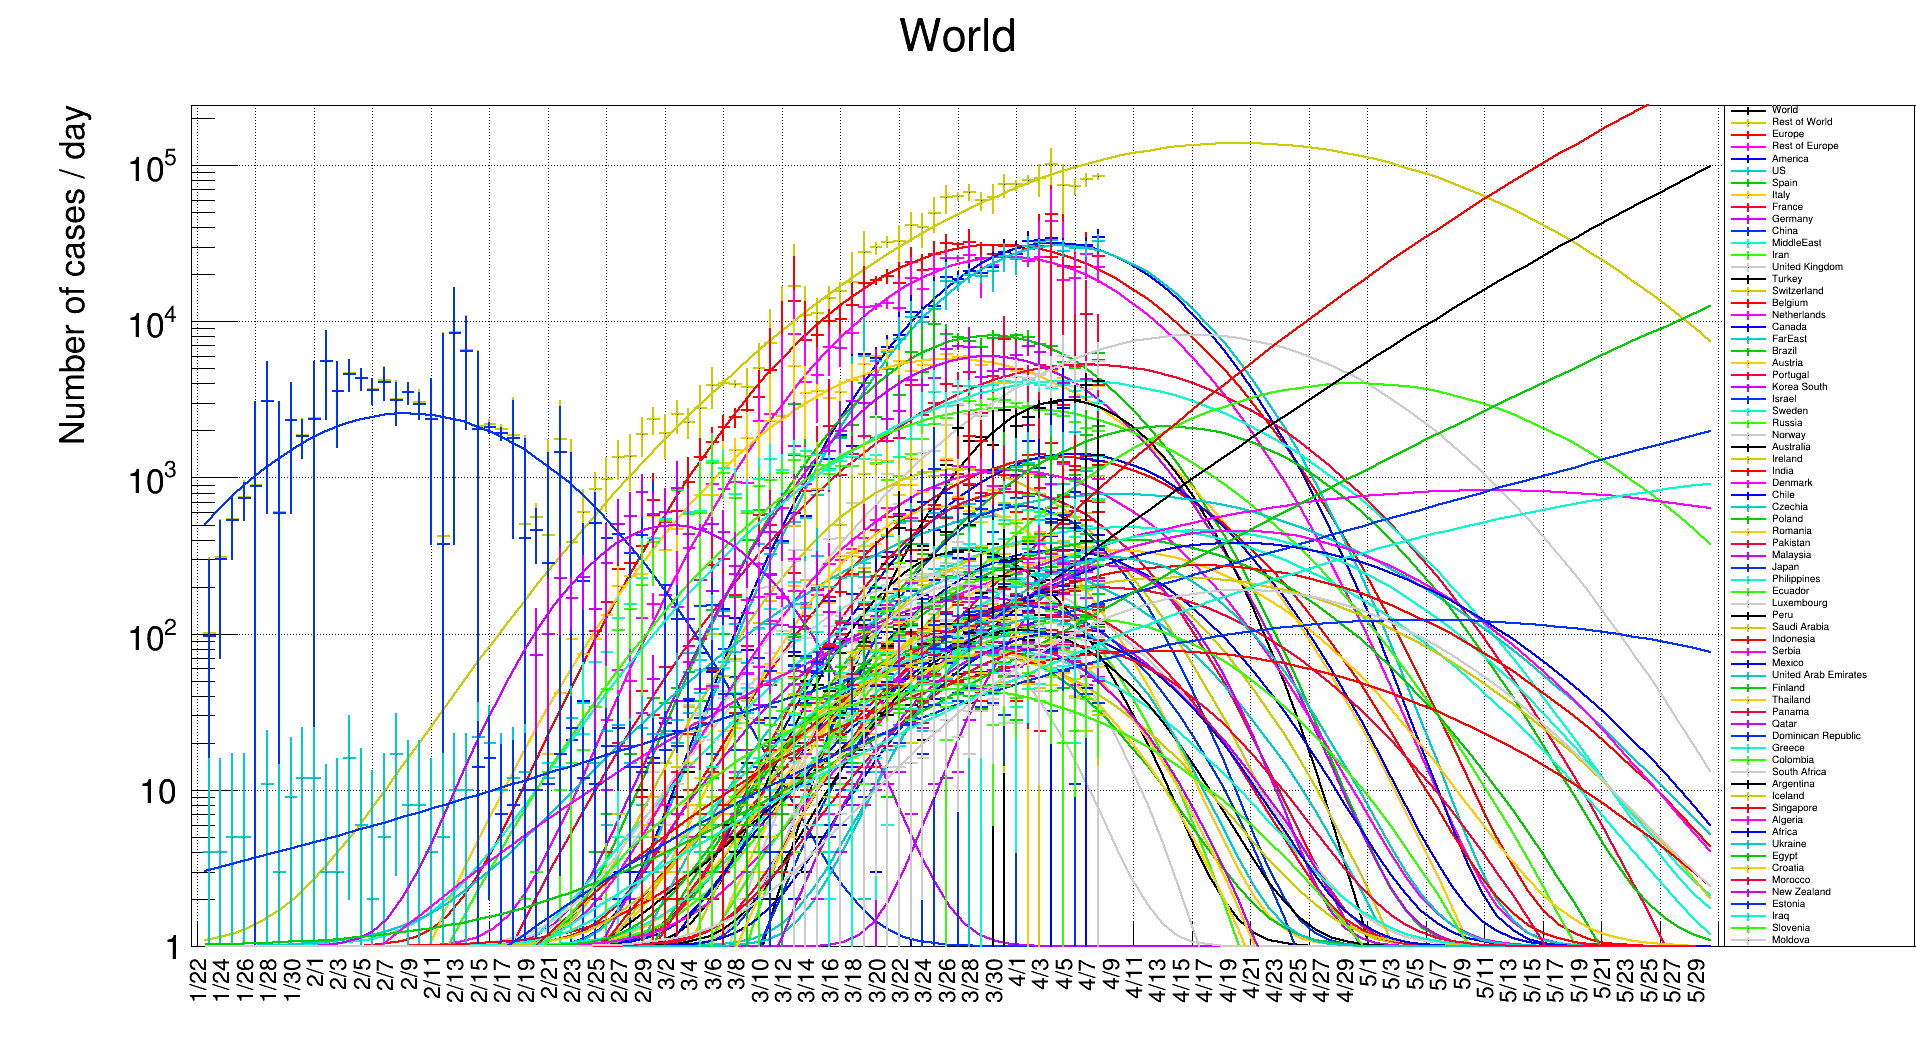 World
Number of cases / day
10^5
10^4
10^3
10^2
10
1
1/22
1/24
1/26
1/28
1/30
2/1
2/3
2/5
2/7
2/9
2/11
2/13
2/15
2/17
2/19
2/21
2/23
2/25
2/27
2/29
3/2
3/4
3/6
3/8
3/10
3/12
3/14
3/16
3/18
3/20
3/22
3/24
3/26
3/28
3/30
4/1
4/3
4/5
4/7
4/9
4/11
4/13
4/15
4/17
4/19
4/21
4/23
4/25
4/27
4/29
5/1
5/3
5/5
5/7
5/9
5/11
5/13
5/15
5/17
5/19
5/21
5/23
5/25
5/27
5/29
World
Rest of World
Europe
Rest of Europe
America
US
Spain
Italy
France
Germany
China
MiddleEast
Iran
United Kingdom
Turkey
Switzerland
Belgium
Netherlands
Canada
FarEast
Brazil
Austria
Portugal
Korea South
Israel
Sweden
Russia
Norway
Australia
Ireland
India
Denmark
Chile
Czechia
Poland
Romania
Pakistan
Malaysia
Japan
Philippines
Ecuador
Luxembourg
Peru
Saudi Arabia
Indonesia
Serbia
Mexico
United Arab Emirates
Finland
Thailand
Panama
Qatar
Dominican Republic
Greece
Colombia
South Africa
Argentina
Iceland
Singapore
Algeria
Africa
Ukraine
Egypt
Croatia
Morocco
New Zealand
Estonia
Iraq
Slovenia
Moldova